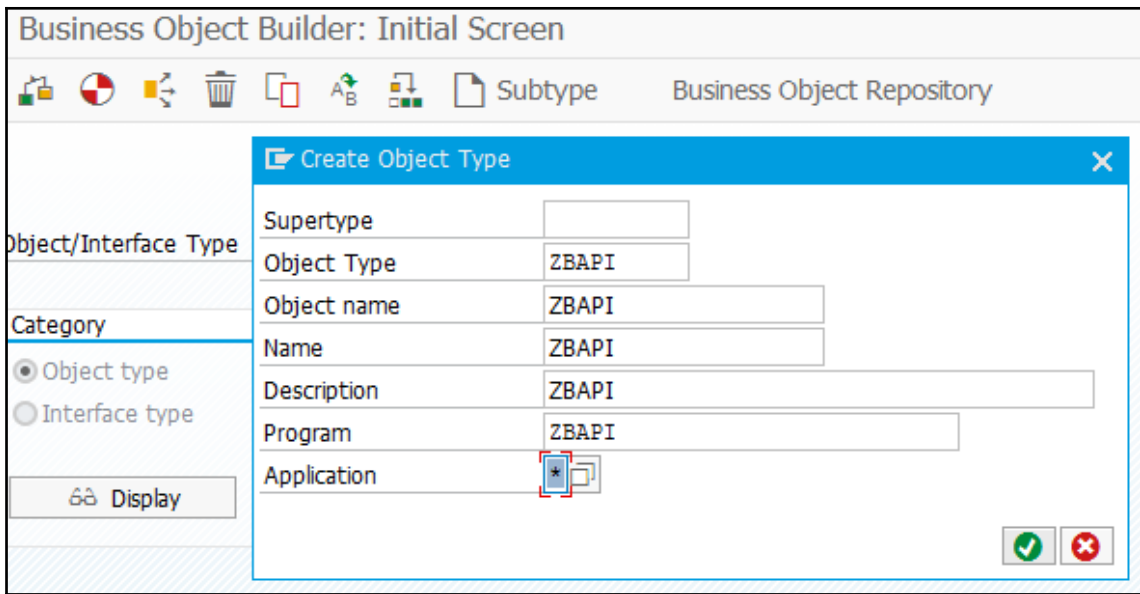 Business Object Builder: Initial Screen
Subtype Business Object Repository
Create Object Type
Supertype
Object/Interface Type
Object Type ZBAPI
Object name ZBAPI
Category
Name ZBAPI
Object type
Description ZBAPI
Interface type
Program ZBAPI
Application *
Display